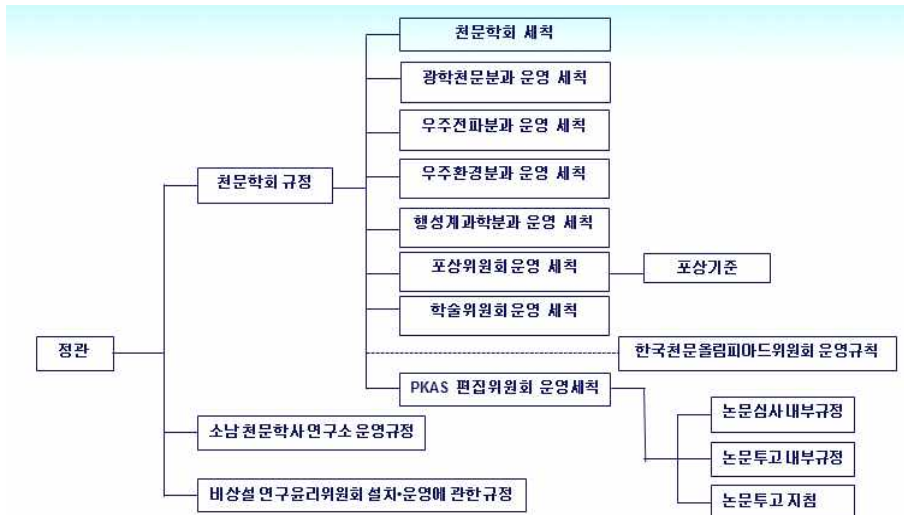 천문학회 세칙
광학천문분과 운영 세칙
우주전파분과 운영 세칙
우주환경분과 운영 세칙
천문학회 규정
행성계과학분과 운영 세칙
포상위원회 운영 세칙
포상기준
학술위원회 운영 세칙
정관
한국천문올림피아드위원회 운영규칙
PKAS 편집위원회 운영세칙
논문심사 내부규정
소남 천문학사 연구소 운영규정
논문투고 내부규정
비상설 연구윤리위원회 설치•운영에 관한 규정
논문투고 지침